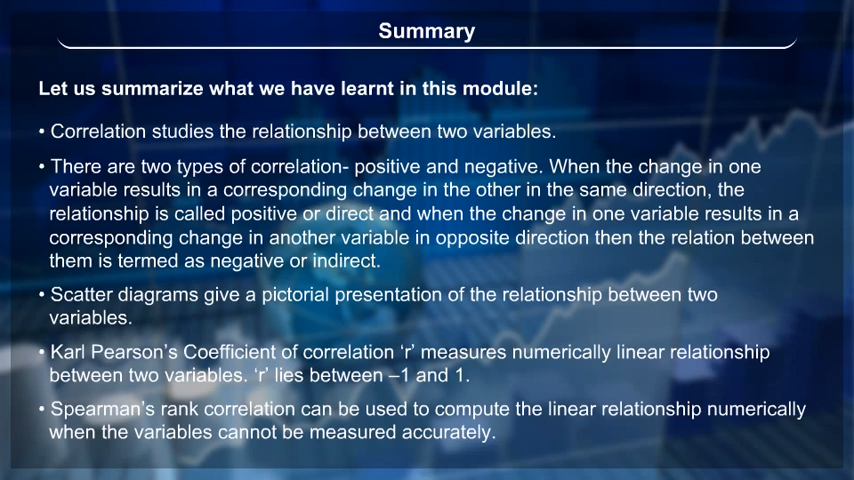 Summary
Let us summarize what we have learnt in this module:
• Correlation studies the relationship between two variables.
• There are two types of correlation- positive and negative. When the change in one
variable results in a corresponding change in the other in the same direction, the
relationship is called positive or direct and when the change in one variable results in a
corresponding change in another variable in opposite direction then the relation between
them is termed as negative or indirect.
• Scatter diagrams give a pictorial presentation of the relationship between two
variables.
• Karl Pearson’s Coefficient of correlation ‘r’ measures numerically linear relationship
between two variables. ‘r’ lies between –1 and 1.
• Spearman’s rank correlation can be used to compute the linear relationship numerically
when the variables cannot be measured accurately.